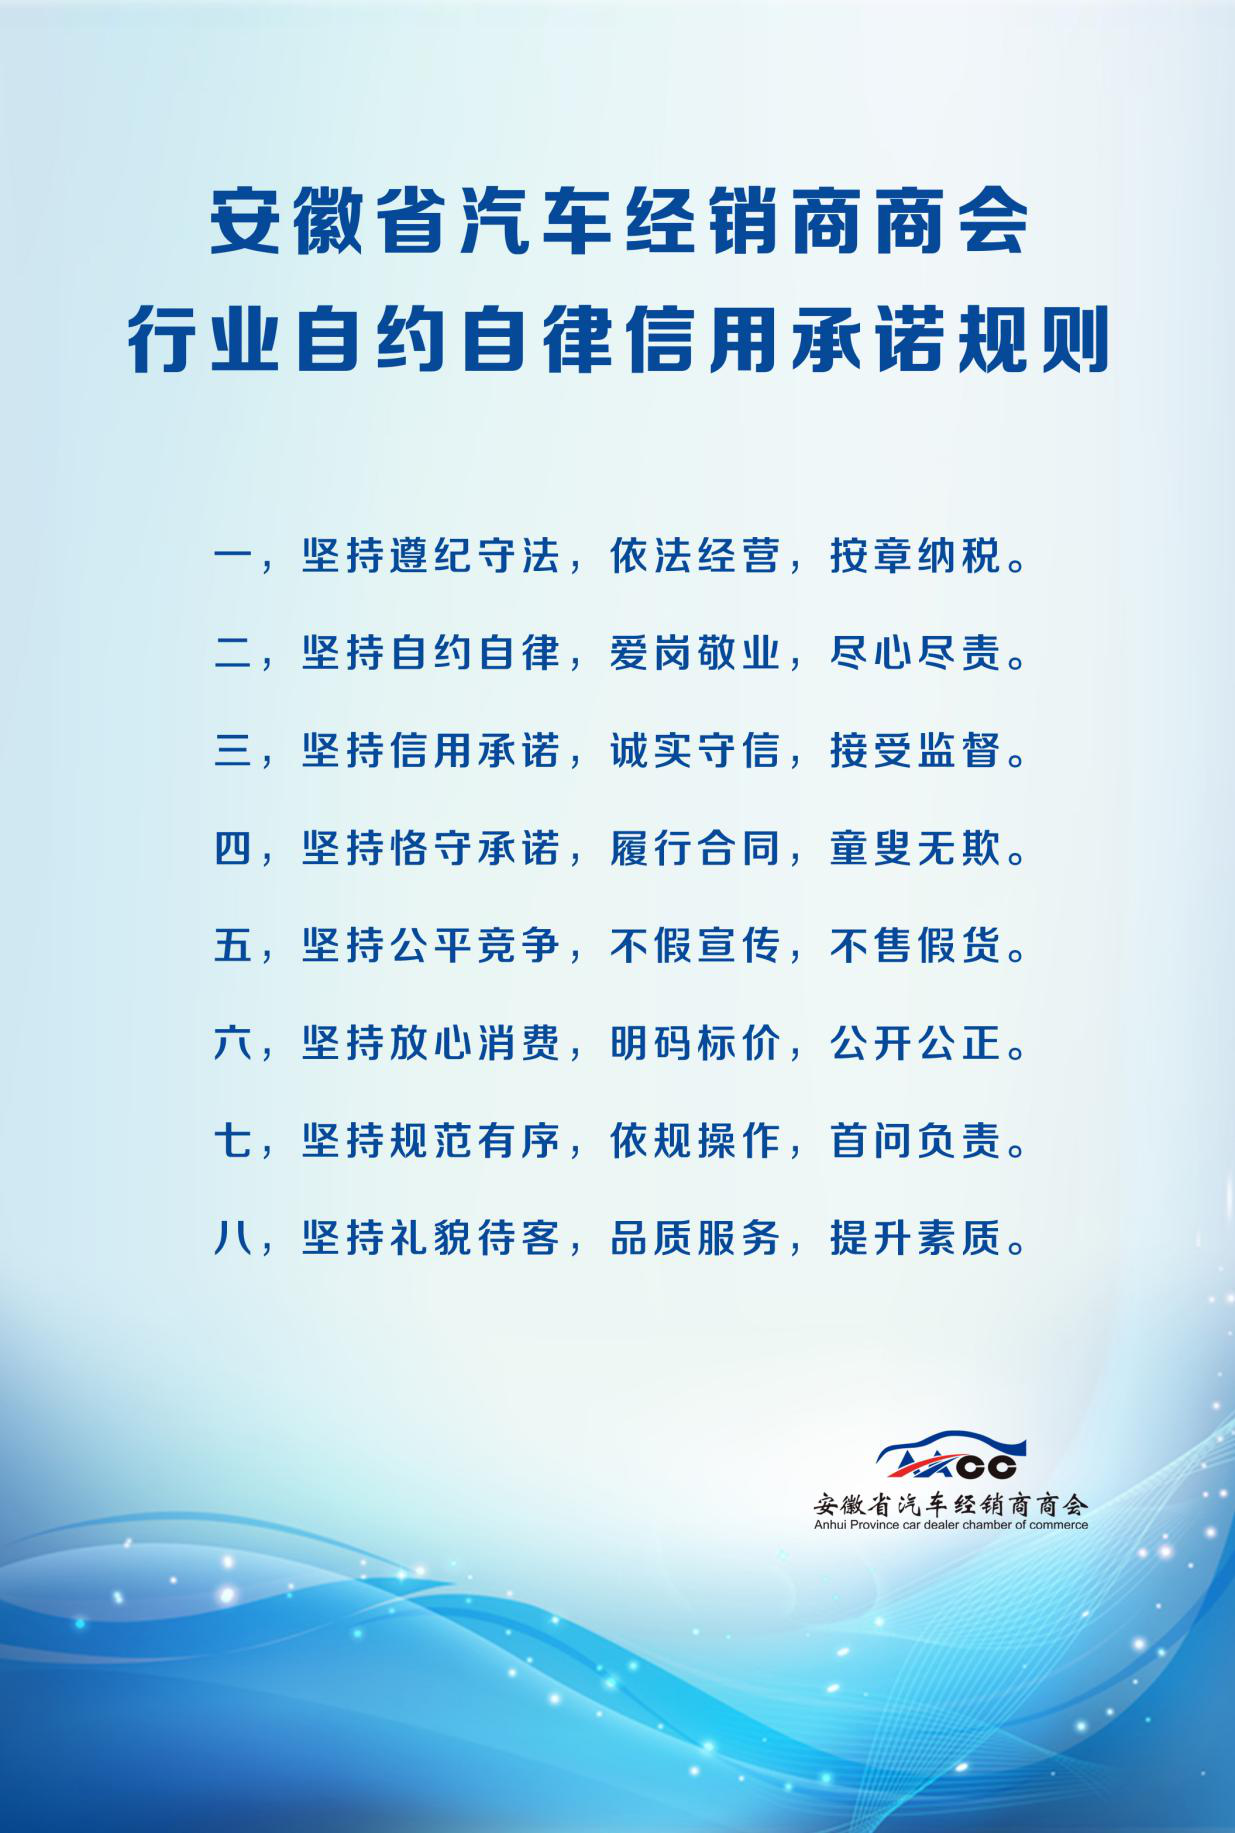 安徽省汽车经销商商会
行业自约自律信用承诺规则
一，坚持遵纪守法，依法经营，按章纳税。
二，坚持自约自律，爱岗敬业，尽心尽责。
三，坚持信用承诺，诚实守信，接受监督。
四，坚持恪守承诺，履行合同，童叟无欺。
五，坚持公平竞争，不假宣传，不售假货。
六，坚持放心消费，明码标价，公开公正。
七，坚持规范有序，依规操作，首问负责。
八，坚持礼貌待客，品质服务，提升素质。
AACC
安徽省汽车经销商商会
Anhui Province car dealer chamber of commerce